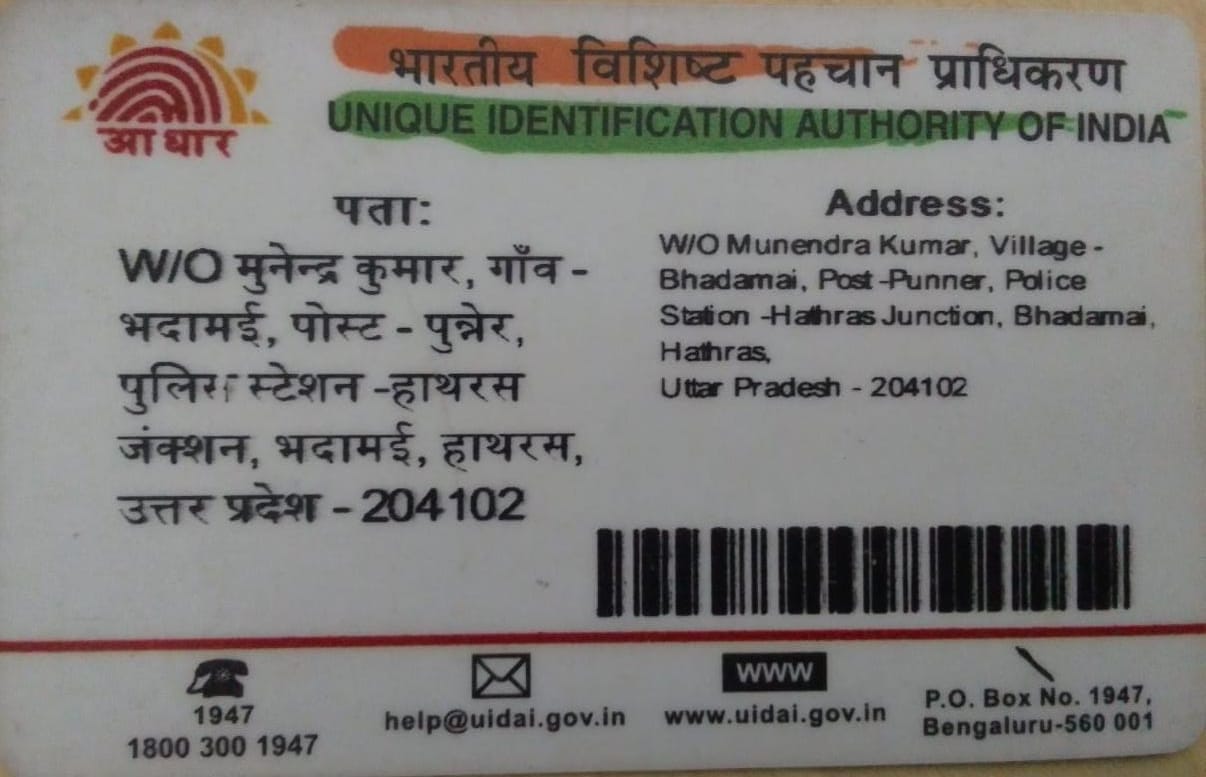 आधार
भारतीय विशिष्ट पहचान प्राधिकरण
UNIQUE IDENTIFICATION AUTHORITY OF INDIA
पता:
W/O मुनेन्द्र कुमार, गाँव -
भदामई, पोस्ट - पुन्नेर,
पुलिस स्टेशन -हाथरस
जंक्शन, भदामई, हाथरस,
उत्तर प्रदेश - 204102
Address:
W/O Munendra Kumar, Village -
Bhadamai, Post -Punner, Police
Station -Hathras Junction, Bhadamai,
Hathras,
Uttar Pradesh - 204102
1947
1800 300 1947
help@uidai.gov.in
www
www.uidai.gov.in
P.O. Box No. 1947,
Bengaluru-560 001